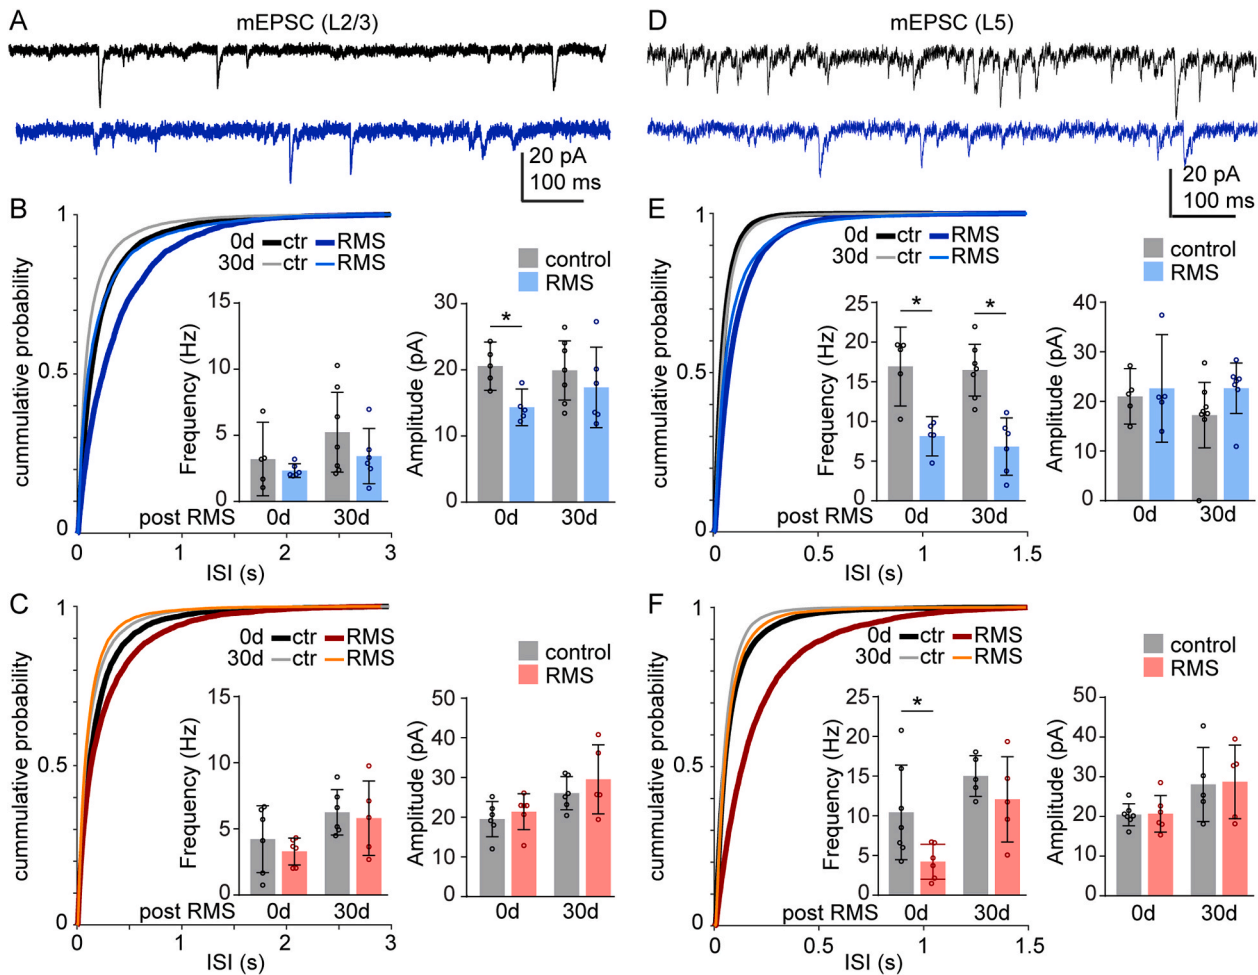 A
mEPSC (L2/3)
20 pA
100 ms
D
mEPSC (L5)
20 pA
100 ms
B
cummulative probability
1
0.5
0
0 1 2 3
ISI (s)
0d ctr RMS
30d ctr RMS
Frequency (Hz)
15
10
5
0
post RMS 0d 30d
control
RMS
Amplitude (pA)
30
20
10
0
*
0d 30d
E
cummulative probability
1
0.5
0
0 0.5 1 1.5
ISI (s)
0d ctr RMS
30d ctr RMS
Frequency (Hz)
25
20
15
10
5
0
* *
post RMS 0d 30d
control
RMS
Amplitude (pA)
40
30
20
10
0
0d 30d
C
cummulative probability
1
0.5
0
0 1 2 3
ISI (s)
0d ctr RMS
30d ctr RMS
Frequency (Hz)
15
10
5
0
post RMS 0d 30d
control
RMS
Amplitude (pA)
50
40
30
20
10
0
0d 30d
F
cummulative probability
1
0.5
0
0 0.5 1 1.5
ISI (s)
0d ctr RMS
30d ctr RMS
Frequency (Hz)
25
20
15
10
5
0
*
post RMS 0d 30d
control
RMS
Amplitude (pA)
50
40
30
20
10
0
0d 30d